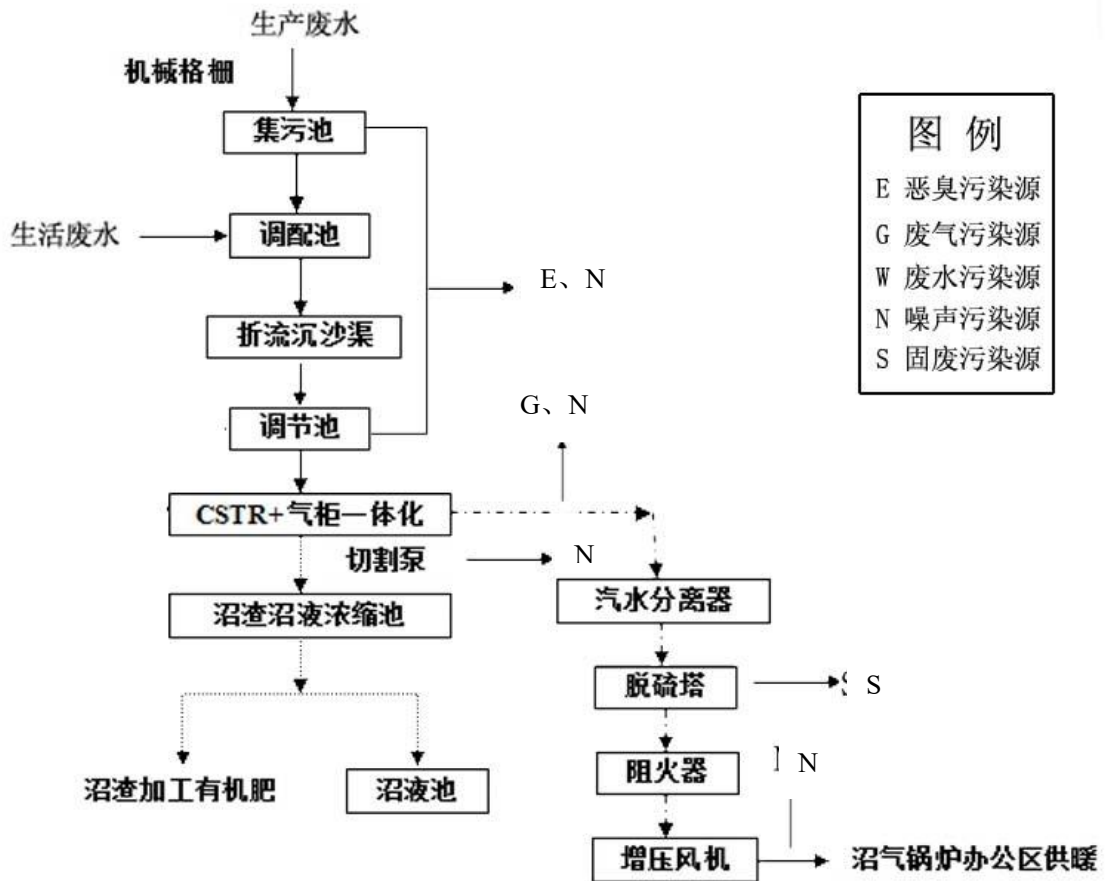 生产废水
机械格栅
集污池
生活废水
调配池
E、N
折流沉沙渠
G、N
调节池
CSTR+气柜一体化
切割泵
N
沼渣沼液浓缩池
汽水分离器
脱硫塔
S
沼渣加工有机肥
沼液池
阻火器
N
增压风机
沼气锅炉办公区供暖
图 例
E 恶臭污染源
G 废气污染源
W 废水污染源
N 噪声污染源
S 固废污染源